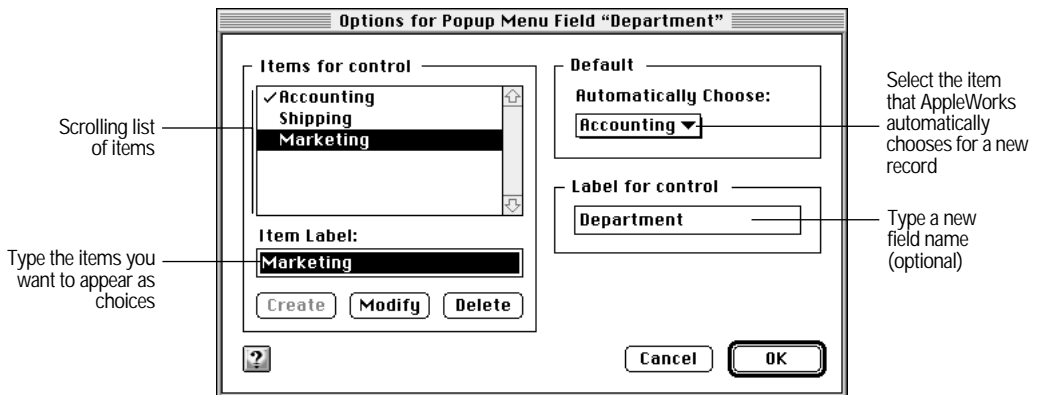 Options for Popup Menu Field “Department”
Items for control
✓Accounting
Shipping
Marketing
Item Label:
Marketing
Create
Modify
Delete
Default
Automatically Choose:
Accounting
Label for control
Department
?
Cancel
OK
Scrolling list
of items
Type the items you
want to appear as
choices
Select the item
that AppleWorks
automatically
chooses for a new
record
Type a new
field name
(optional)